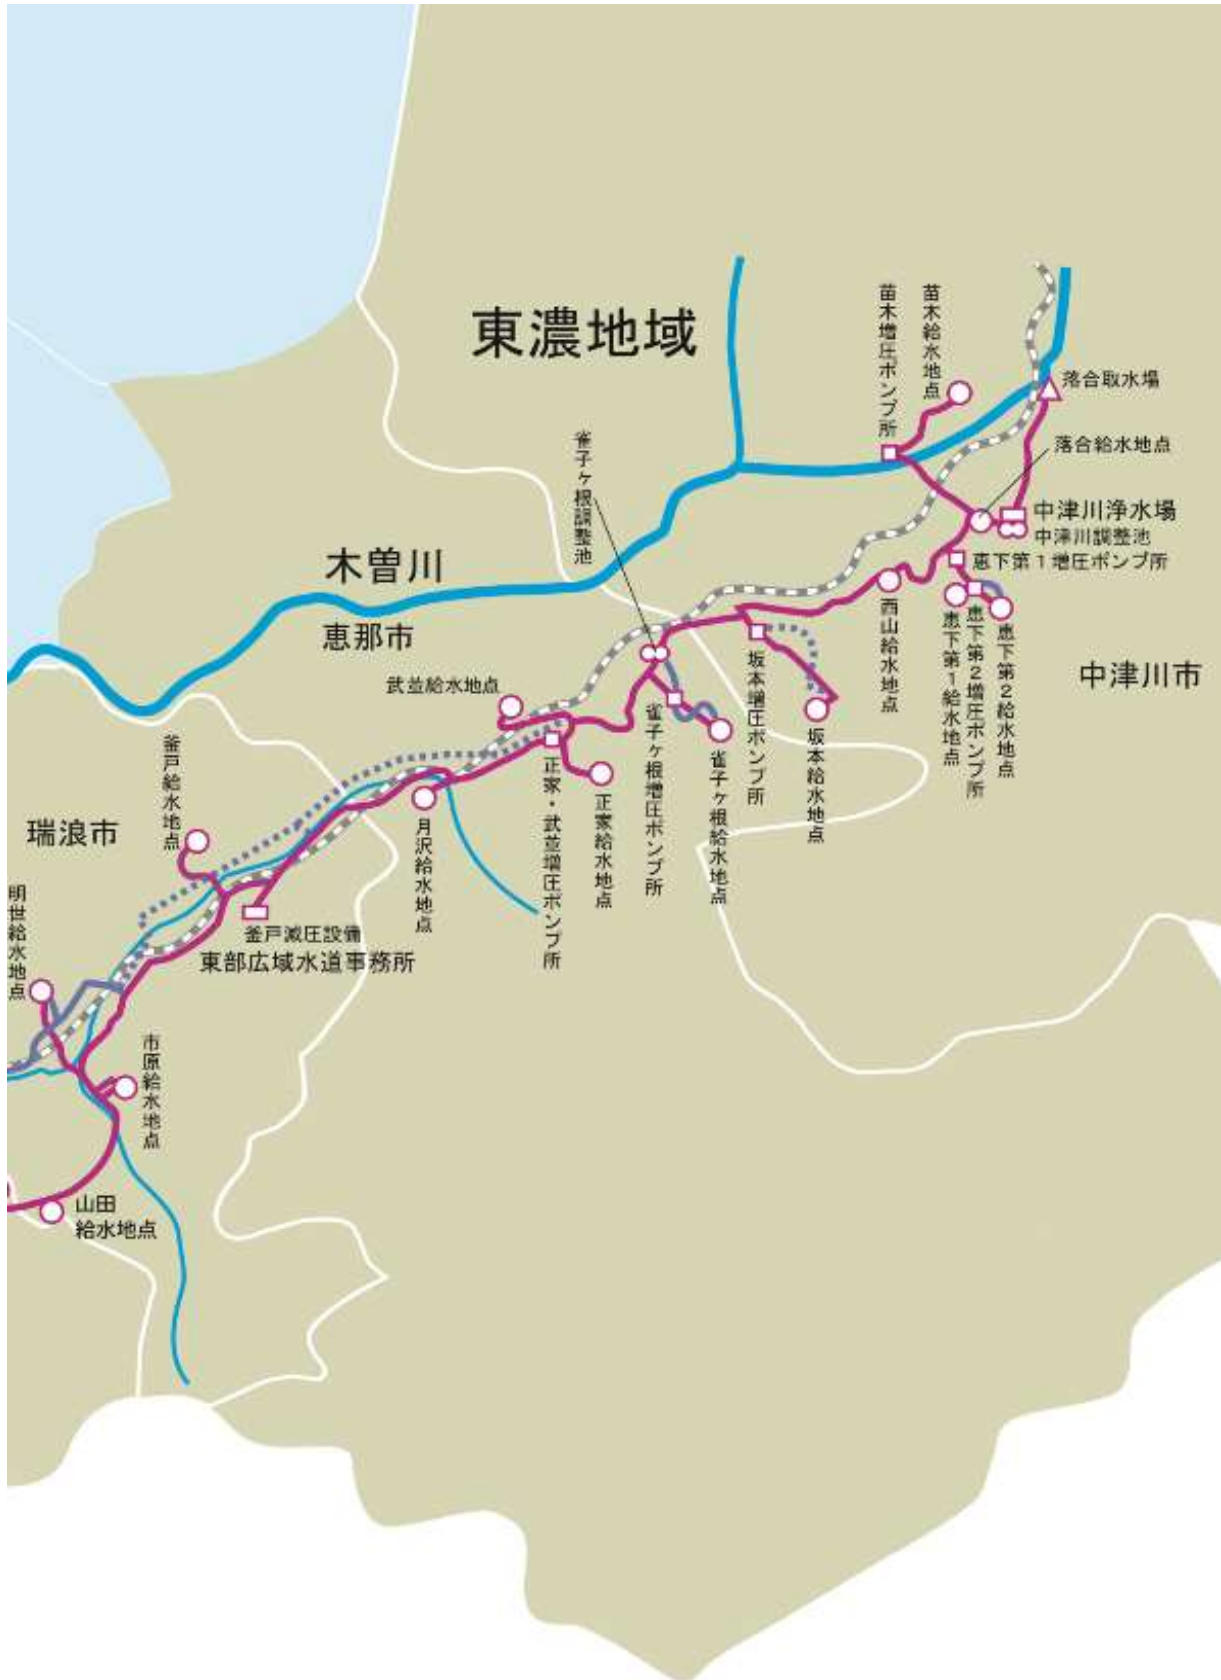 東濃地域
苗木増圧ポンプ所
苗木給水地点
落合取水場
落合給水地点
中津川浄水場
中津川調整池
恵下第1増圧ポンプ所
雀子ヶ根調整池
木曽川
恵那市
武並給水地点
西山給水地点
恵下第1給水地点
恵下第2増圧ポンプ所
恵下第2給水地点
中津川市
坂本増圧ポンプ所
坂本給水地点
雀子ヶ根増圧ポンプ所
雀子ヶ根給水地点
正家・武並増圧ポンプ所
正家給水地点
月沢給水地点
釜戸給水地点
瑞浪市
明世給水地点
釜戸減圧設備
東部広域水道事務所
市原給水地点
山田
給水地点